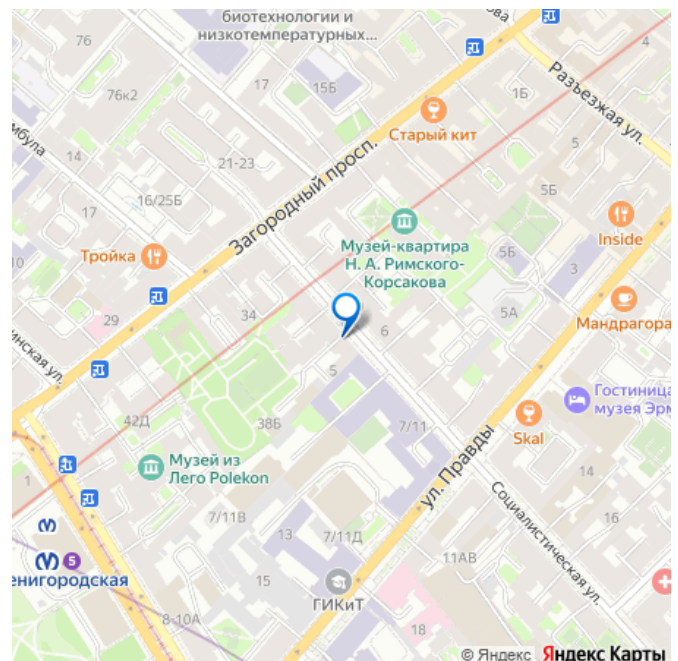 биотехнологии и
низкотемпературных...
76
76к2
17
15Б
1Б
4
Разъезжая ул.
Старый кит
14
21-23
5
17
16/25Б
Загородный просп.
5Б
Музей-квартира
Н. А. Римского-
Корсакова
Inside
5Б
3
10
Тройка
29
34
6
5А
Мандрагора
5
42Д
38Б
7/11
Гостиница
музея Эрм
Skal
ул. Правды
Музей из
Лего Polekon
1
7/11В
13
7/11Д
14
16
Социалистическая ул.
5
енигородская
15
11АВ
ГИКиТ
8-10А
18
© Яндекс Яндекс Карты